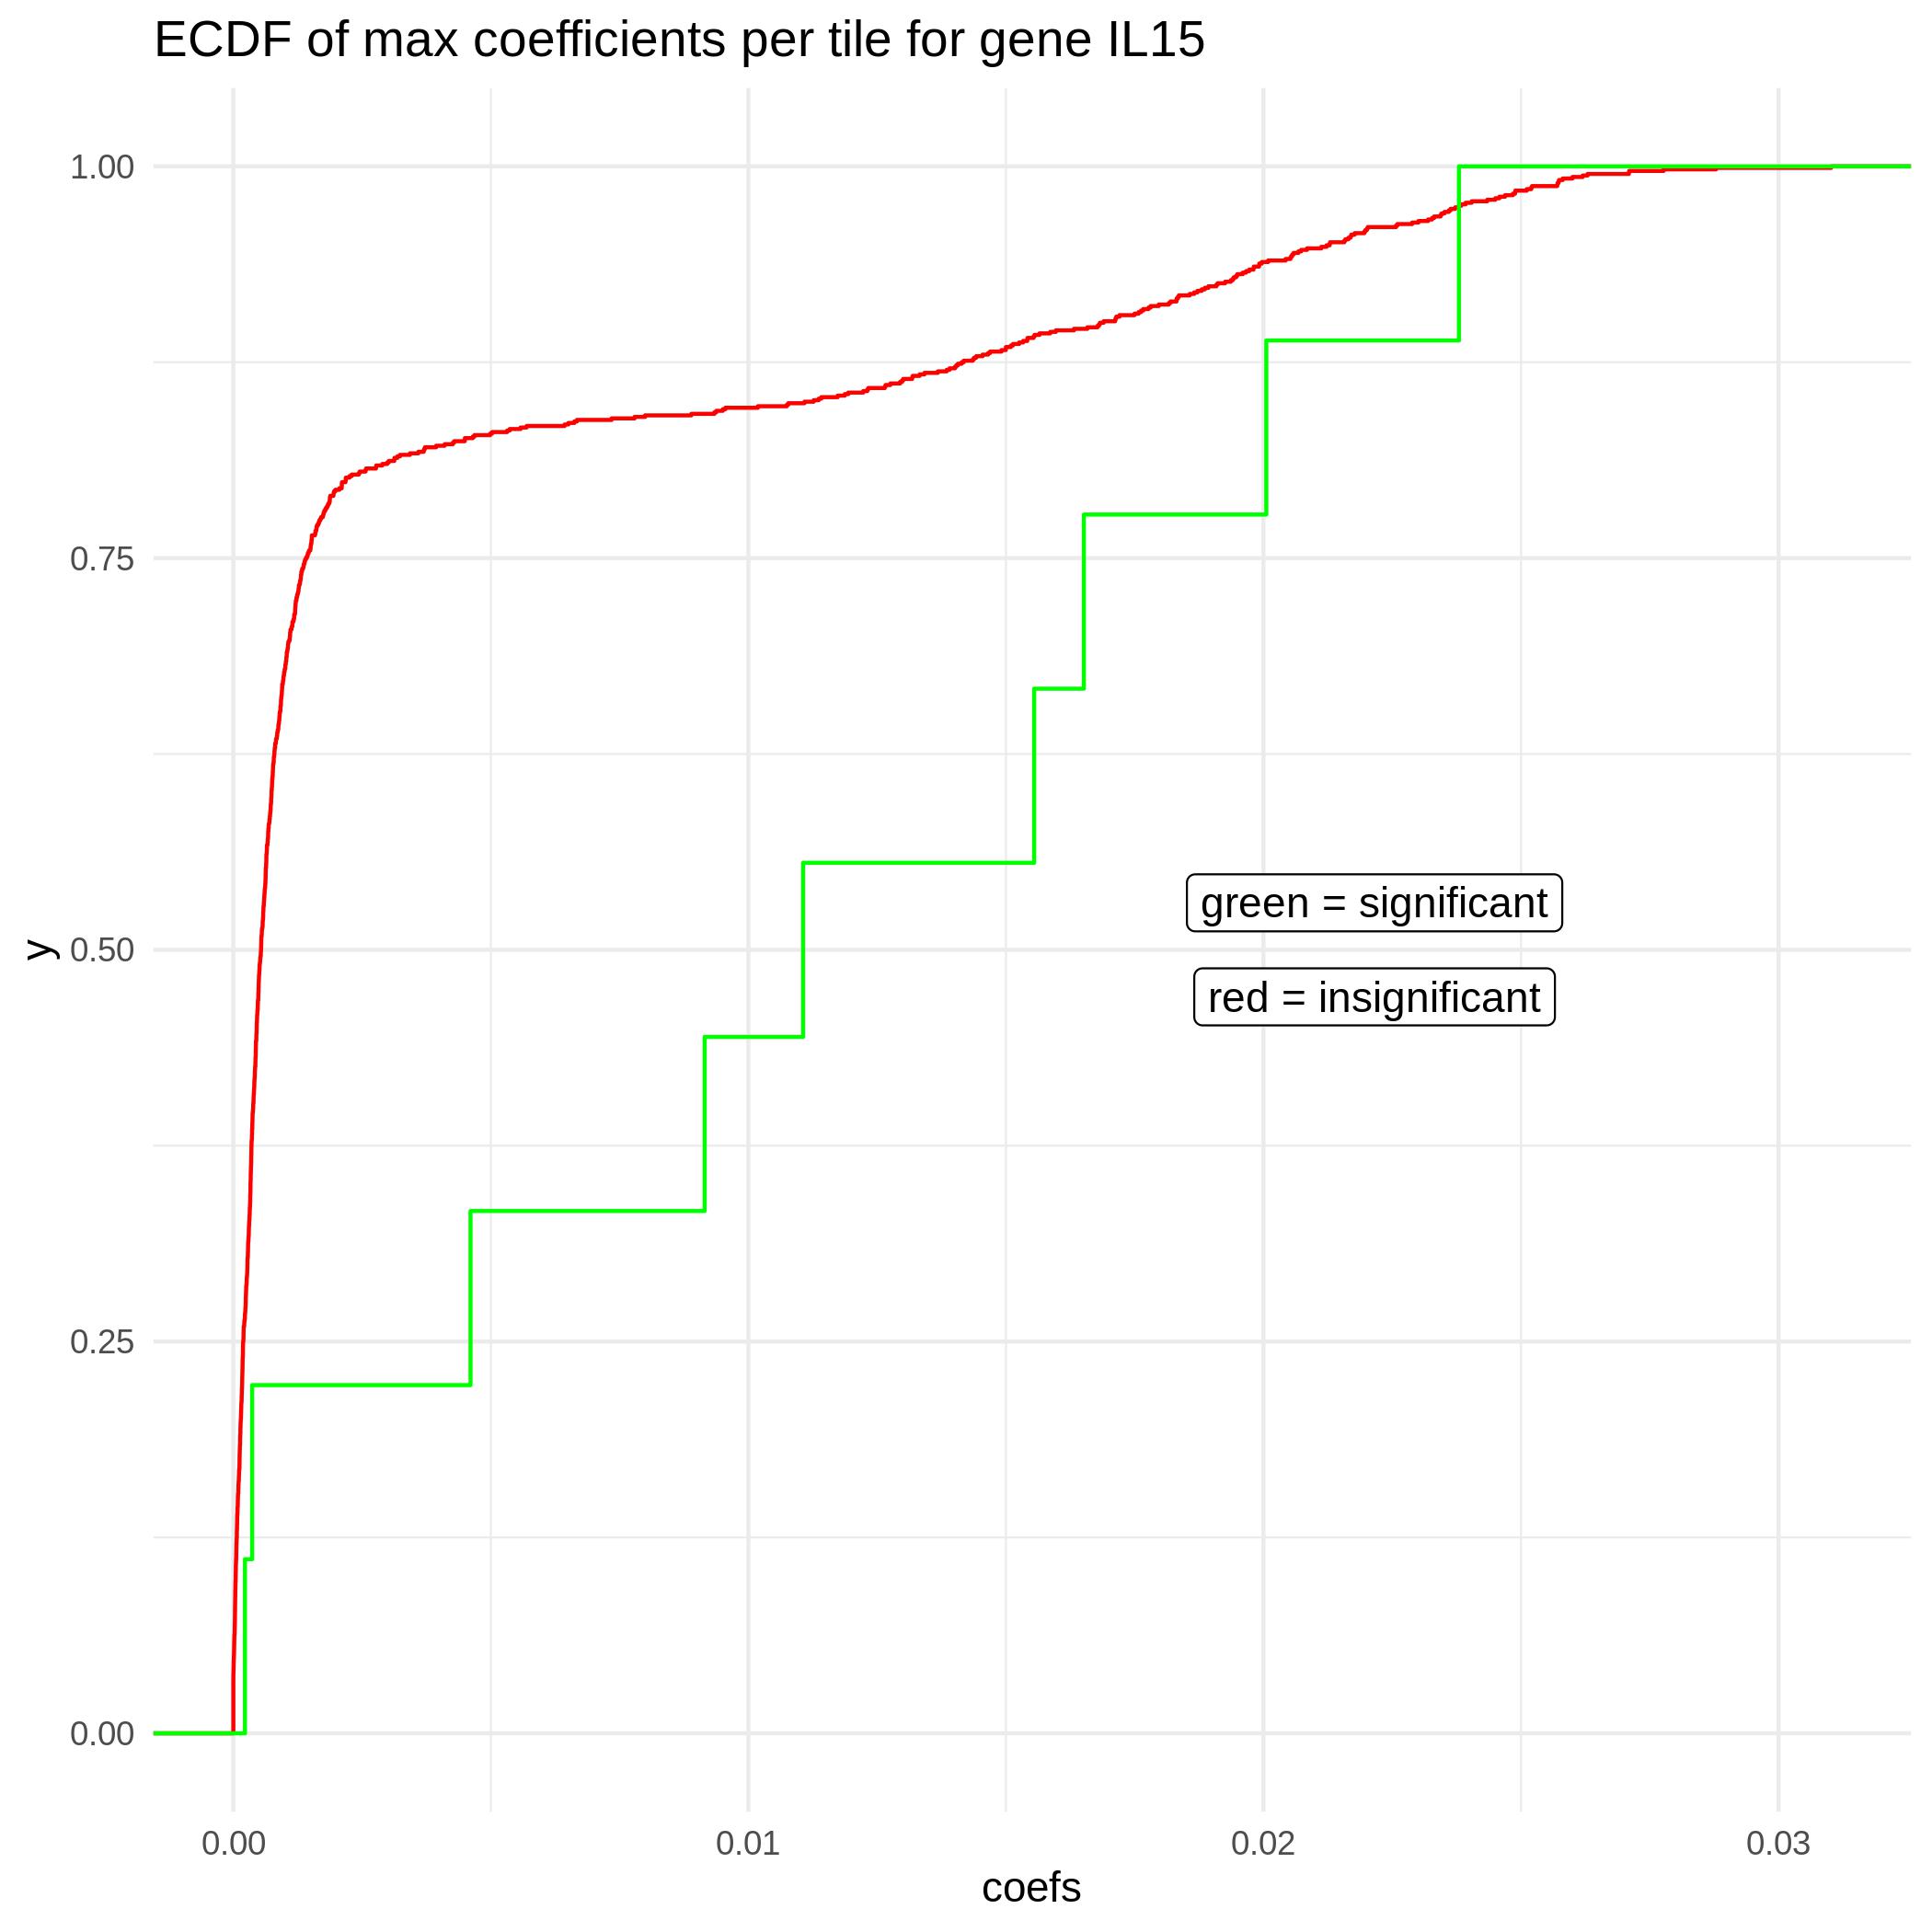 ECDF of max coefficients per tile for gene IL15
1.00
0.75
0.50
0.25
0.00
y
green = significant
red = insignificant
0.00 0.01 0.02 0.03
coefs